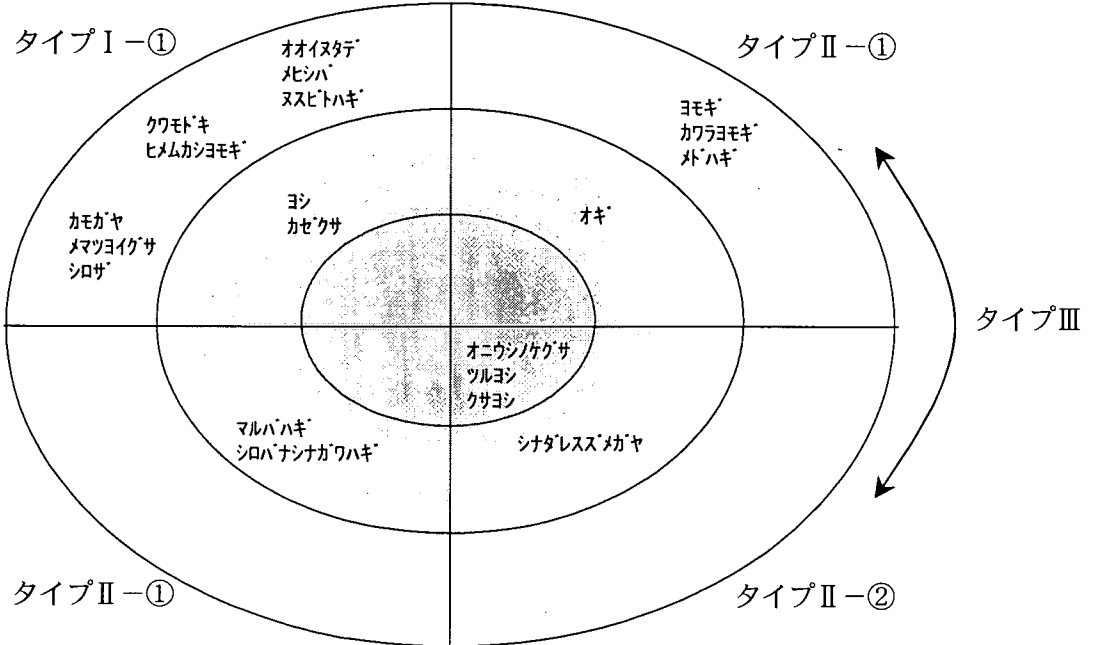 タイプⅠ－①
オオイヌタデ
メヒシバ
ヌスビトハギ
タイプⅡ－①
ヨモギ
カワラヨモギ
メドハギ
クワモドキ
ヒメムカシヨモギ
カモガヤ
メマツヨイグサ
シロザ
ヨシ
カゼクサ
オギ
タイプⅢ
オニウシノケグサ
ツルヨシ
クサヨシ
マルバハギ
シロバナシナガワハギ
シナダレスズメガヤ
タイプⅡ－①
タイプⅡ－②